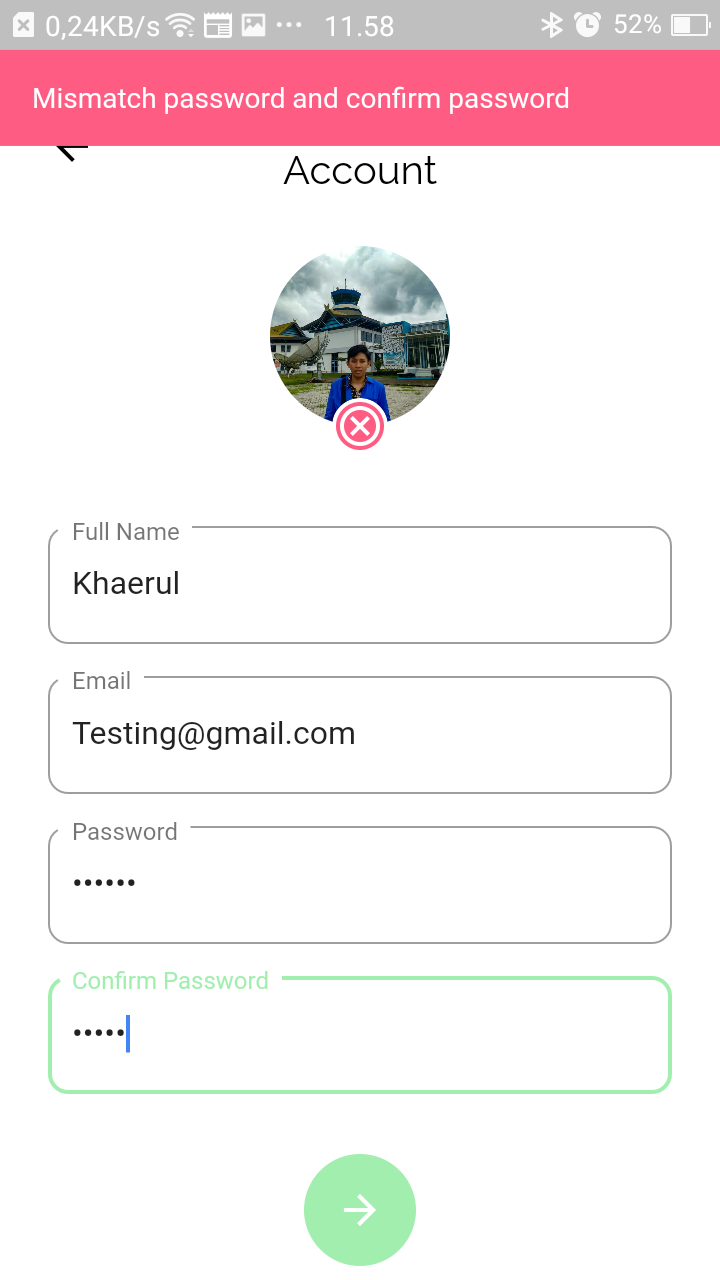 0,24KB/s ... 11.58 52%
Mismatch password and confirm password
Account
Full Name
Khaerul
Email
Testing@gmail.com
Password
••••••
Confirm Password
•••••